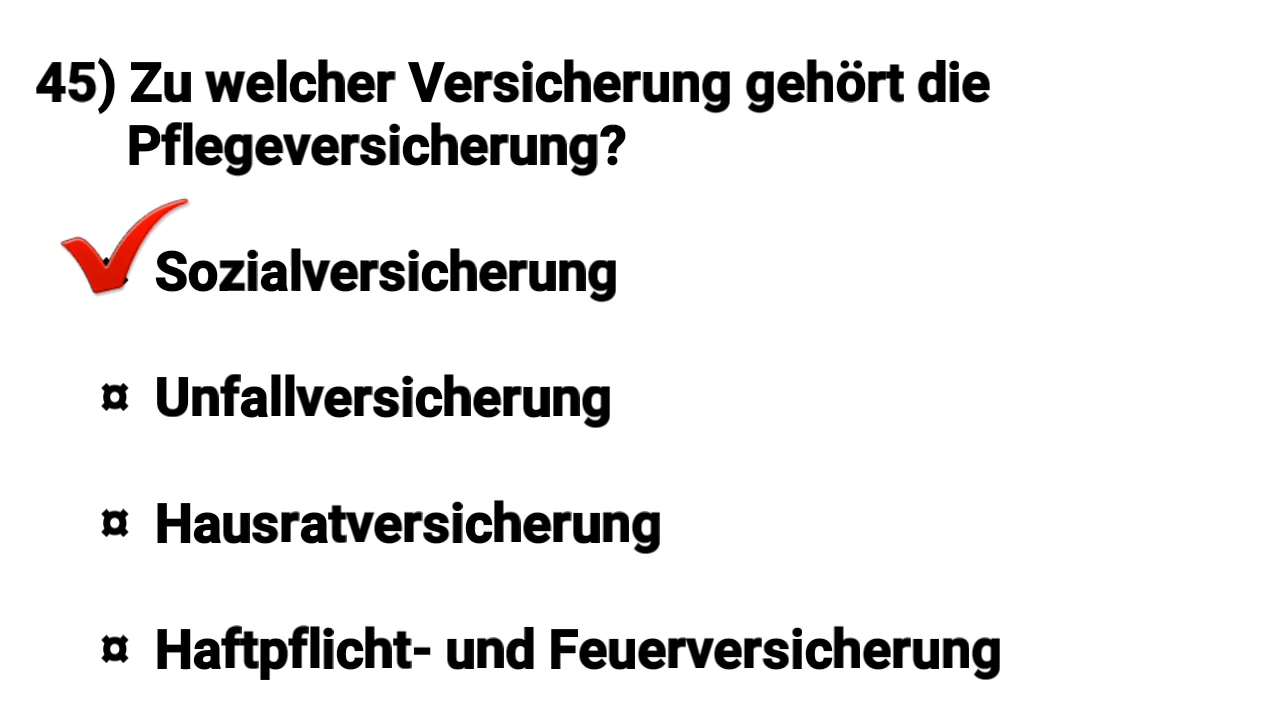 45) Zu welcher Versicherung gehört die
Pflegeversicherung?
Sozialversicherung
¤ Unfallversicherung
¤ Hausratversicherung
¤ Haftpflicht- und Feuerversicherung